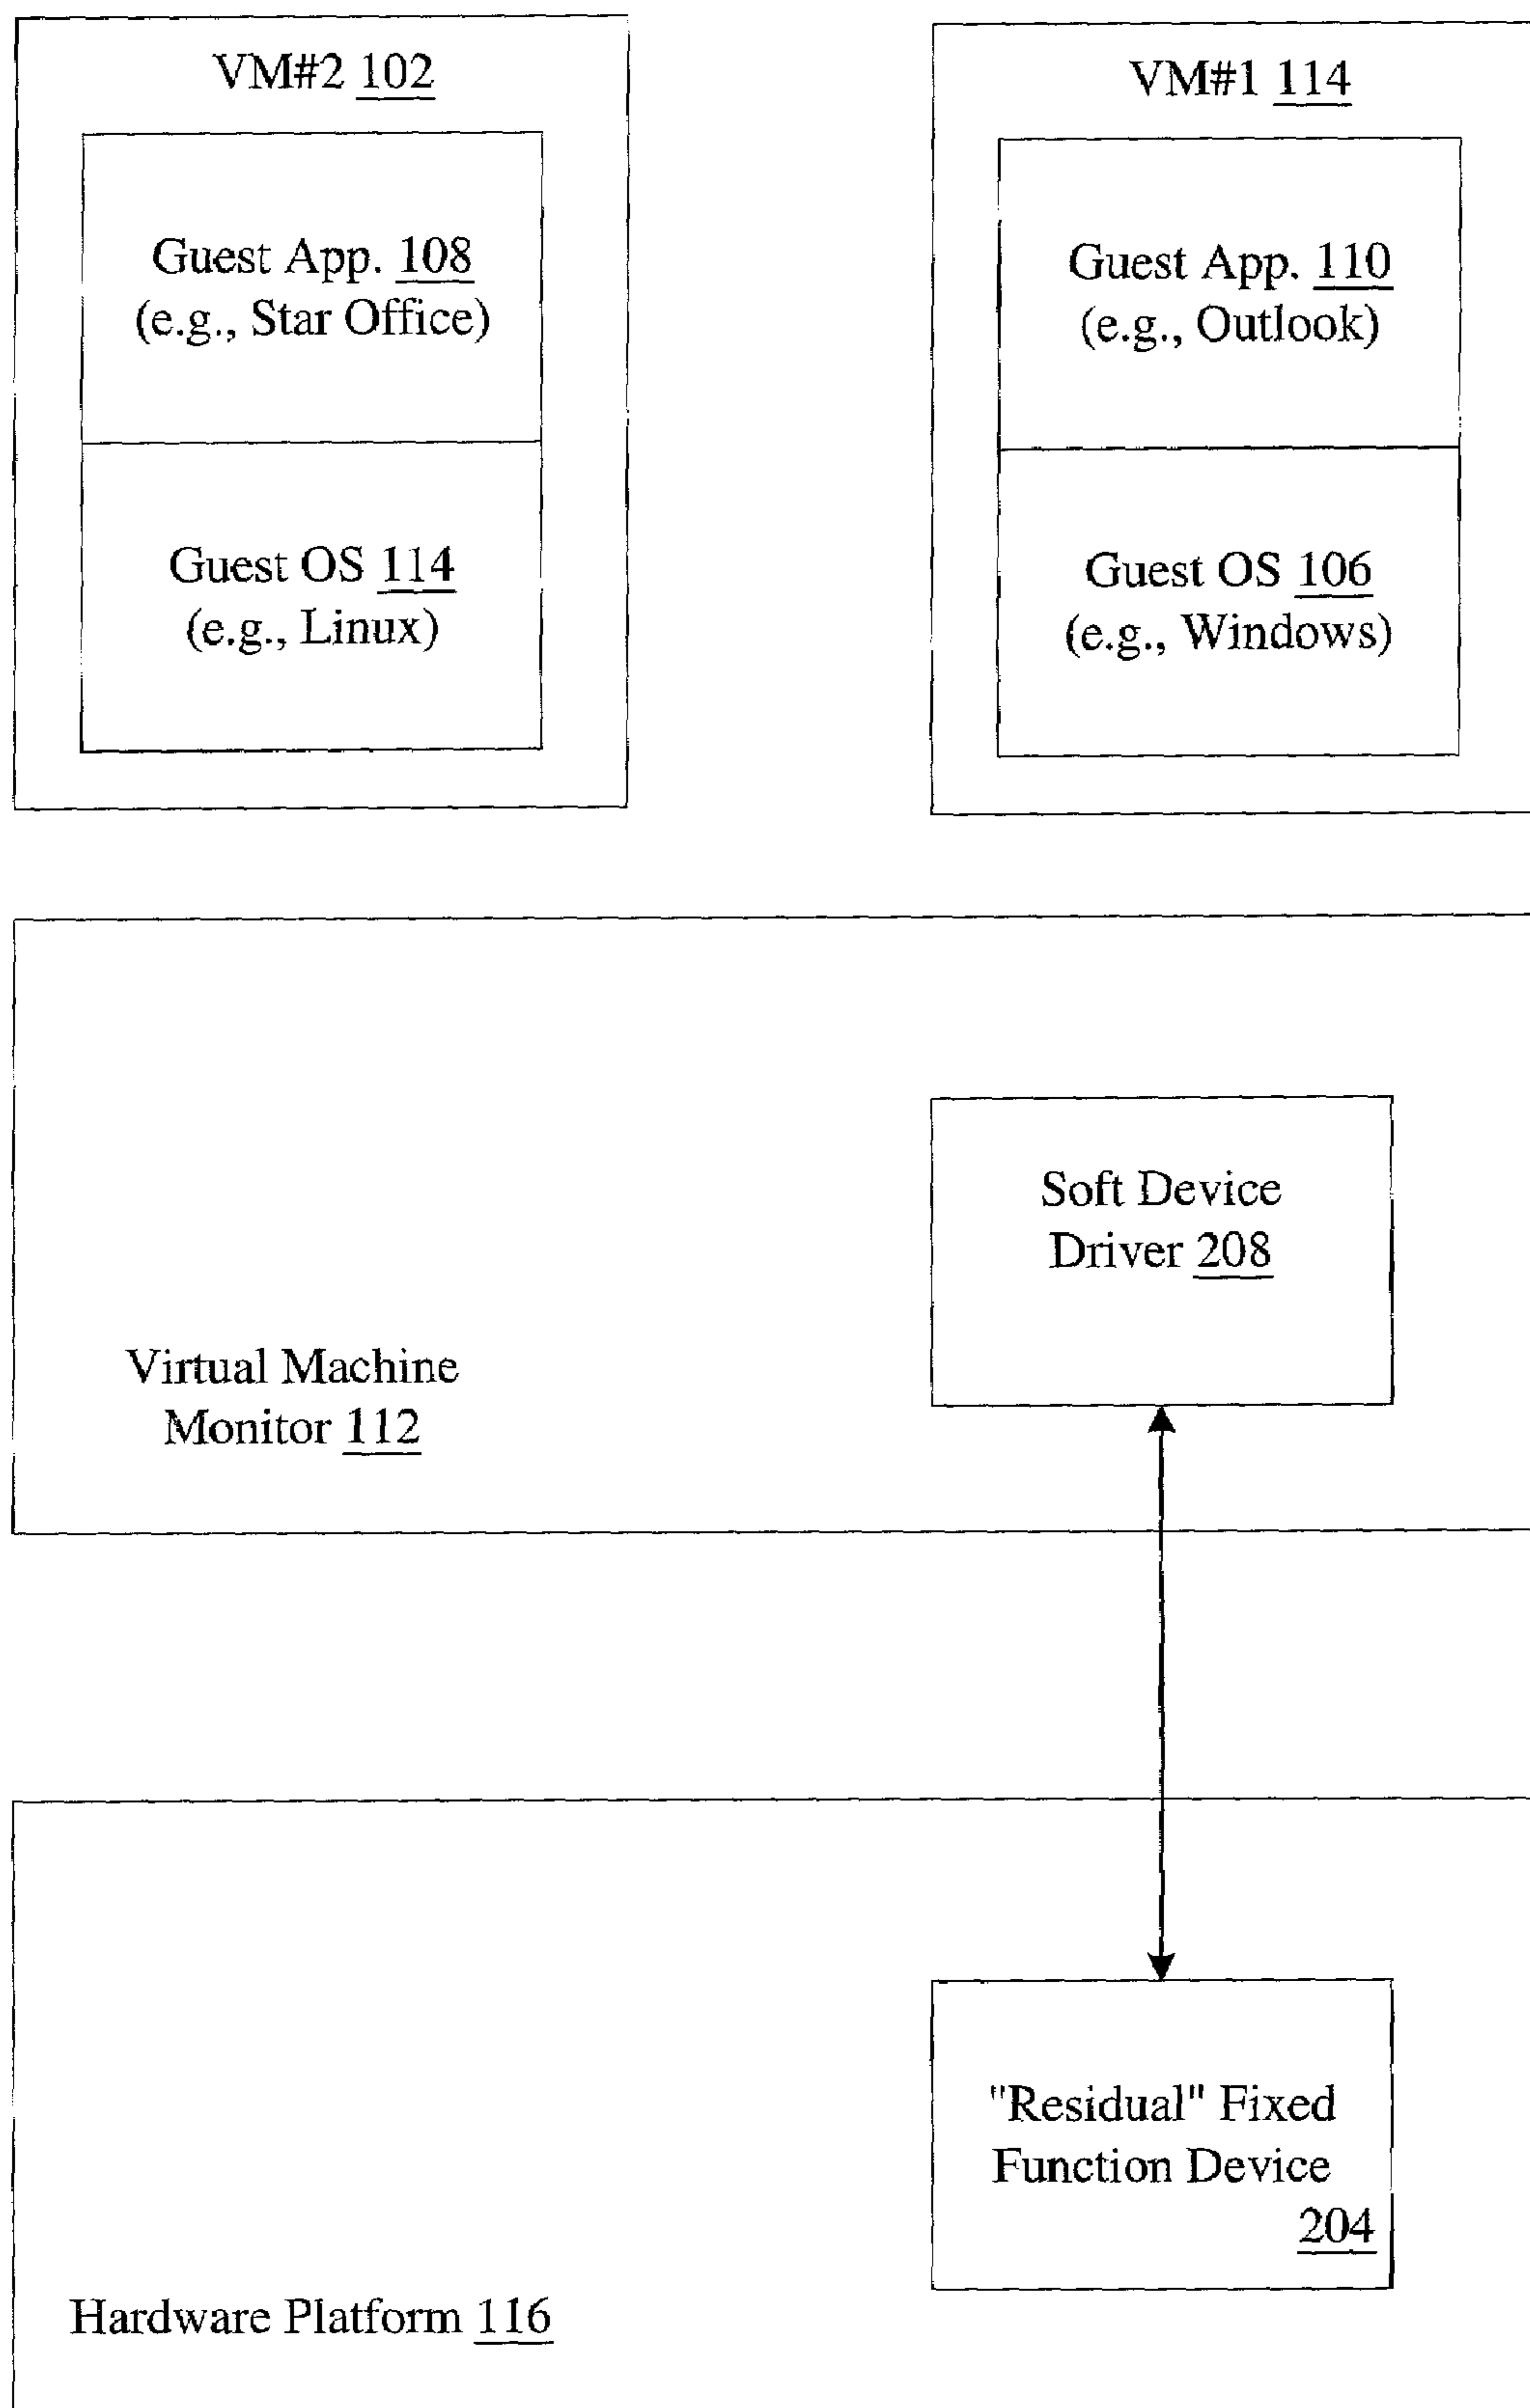 VM#2 102
Guest App. 108
(e.g., Star Office)
Guest OS 114
(e.g., Linux)
VM#1 114
Guest App. 110
(e.g., Outlook)
Guest OS 106
(e.g., Windows)
Soft Device
Driver 208
Virtual Machine
Monitor 112
"Residual" Fixed
Function Device
204
Hardware Platform 116